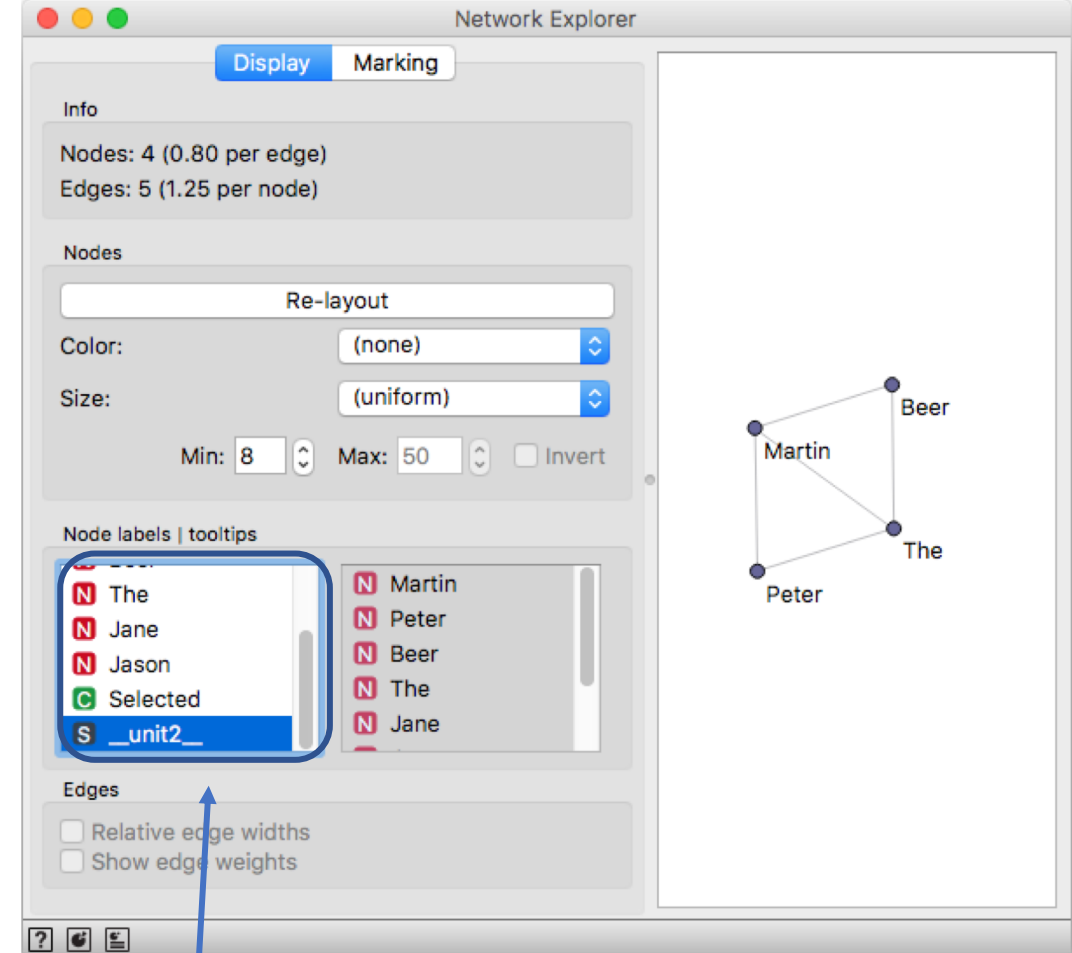 Network Explorer
Display Marking
Info
Nodes: 4 (0.80 per edge)
Edges: 5 (1.25 per node)
Nodes
Re-layout
Color: (none)
Size: (uniform)
Min: 8 Max: 50 Invert
Node labels | tooltips
N The
N Jane
N Jason
C Selected
S __unit2__
N Martin
N Peter
N Beer
N The
N Jane
Edges
Relative edge widths
Show edge weights
?
Beer
Martin
The
Peter